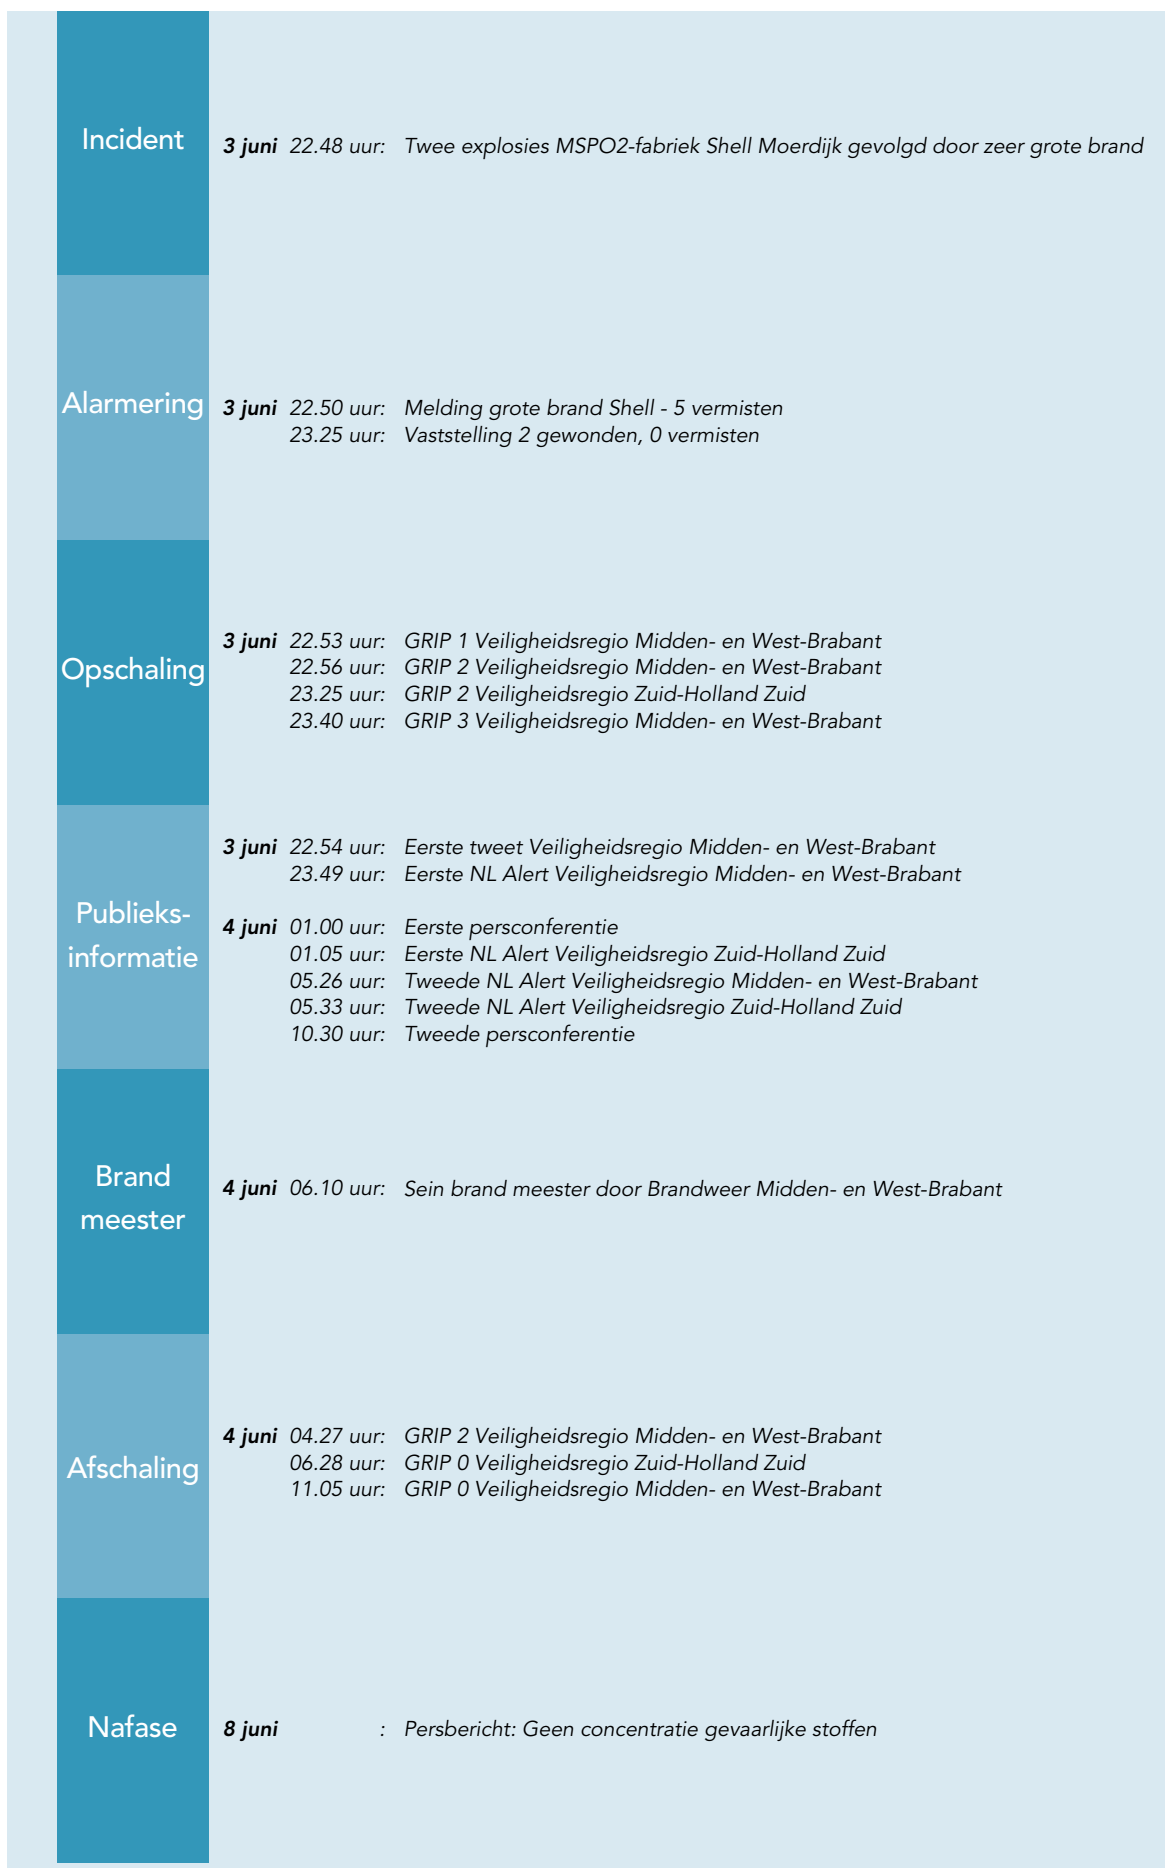 Incident
3 juni 22.48 uur: Twee explosies MSPO2-fabriek Shell Moerdijk gevolgd door zeer grote brand
Alarmering
3 juni 22.50 uur: Melding grote brand Shell - 5 vermisten
23.25 uur: Vaststelling 2 gewonden, 0 vermisten
Opschaling
3 juni 22.53 uur: GRIP 1 Veiligheidsregio Midden- en West-Brabant
22.56 uur: GRIP 2 Veiligheidsregio Midden- en West-Brabant
23.25 uur: GRIP 2 Veiligheidsregio Zuid-Holland Zuid
23.40 uur: GRIP 3 Veiligheidsregio Midden- en West-Brabant
Publieks-
informatie
3 juni 22.54 uur: Eerste tweet Veiligheidsregio Midden- en West-Brabant
23.49 uur: Eerste NL Alert Veiligheidsregio Midden- en West-Brabant
4 juni 01.00 uur: Eerste persconferentie
01.05 uur: Eerste NL Alert Veiligheidsregio Zuid-Holland Zuid
05.26 uur: Tweede NL Alert Veiligheidsregio Midden- en West-Brabant
05.33 uur: Tweede NL Alert Veiligheidsregio Zuid-Holland Zuid
10.30 uur: Tweede persconferentie
Brand
meester
4 juni 06.10 uur: Sein brand meester door Brandweer Midden- en West-Brabant
Afschaling
4 juni 04.27 uur: GRIP 2 Veiligheidsregio Midden- en West-Brabant
06.28 uur: GRIP 0 Veiligheidsregio Zuid-Holland Zuid
11.05 uur: GRIP 0 Veiligheidsregio Midden- en West-Brabant
Nafase
8 juni : Persbericht: Geen concentratie gevaarlijke stoffen